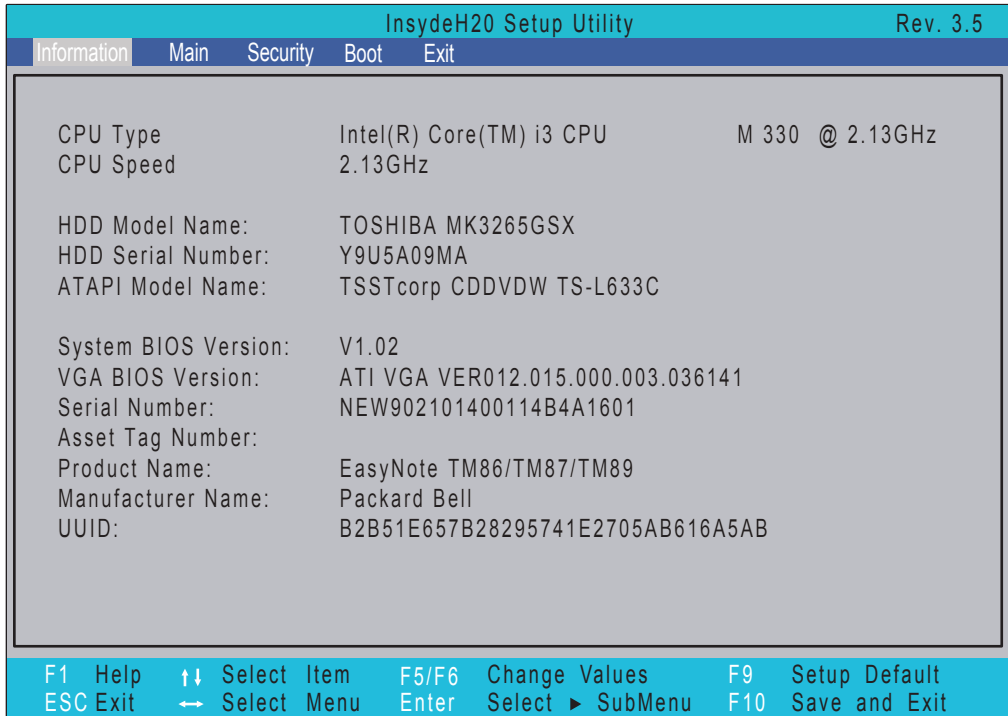 InsydeH20 Setup Utility Rev. 3.5
Information Main Security Boot Exit
CPU Type Intel(R) Core(TM) i3 CPU M 330 @ 2.13GHz
CPU Speed 2.13GHz
HDD Model Name: TOSHIBA MK3265GSX
HDD Serial Number: Y9U5A09MA
ATAPI Model Name: TSSTcorp CDDVDW TS-L633C
System BIOS Version: V1.02
VGA BIOS Version: ATI VGA VER012.015.000.003.036141
Serial Number: NEW902101400114B4A1601
Asset Tag Number:
Product Name: EasyNote TM86/TM87/TM89
Manufacturer Name: Packard Bell
UUID: B2B51E657B28295741E2705AB616A5AB
F1 Help ↑↓ Select Item F5/F6 Change Values F9 Setup Default
ESC Exit ↔ Select Menu Enter Select ► SubMenu F10 Save and Exit